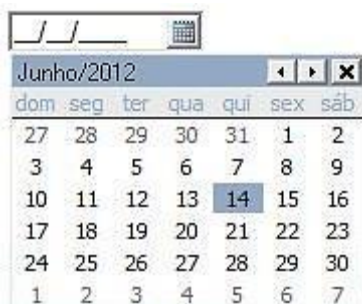 __/__/____
Junho/2012
dom seg ter qua qui sex sáb
27 28 29 30 31 1 2
3 4 5 6 7 8 9
10 11 12 13 14 15 16
17 18 19 20 21 22 23
24 25 26 27 28 29 30
1 2 3 4 5 6 7